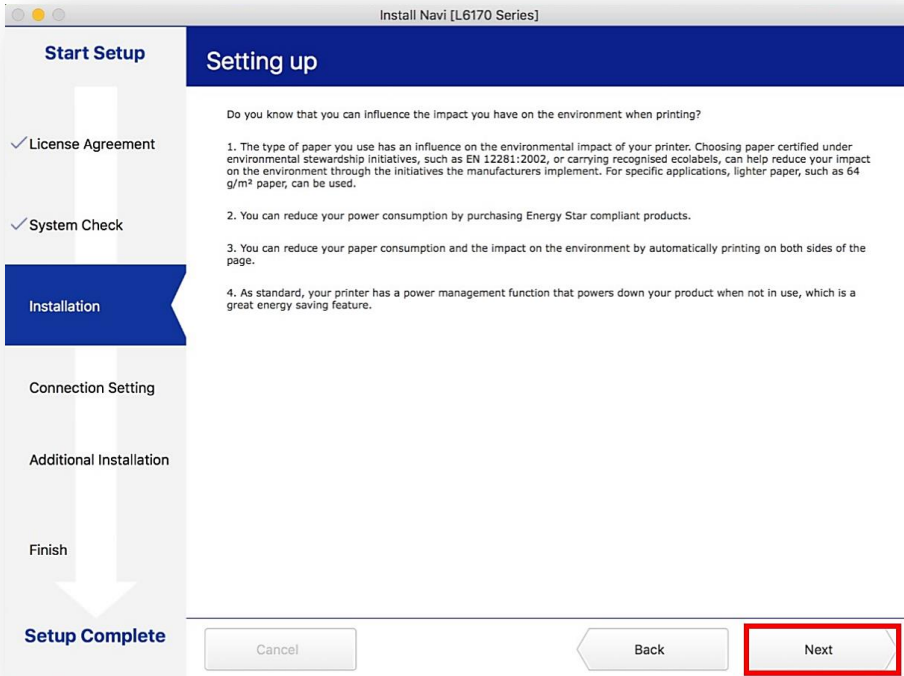 Install Navi [L6170 Series]
Start Setup
License Agreement
System Check
Installation
Connection Setting
Additional Installation
Finish
Setup Complete
Setting up
Do you know that you can influence the impact you have on the environment when printing?
1. The type of paper you use has an influence on the environmental impact of your printer. Choosing paper certified under
environmental stewardship initiatives, such as EN 12281:2002, or carrying recognised ecolabels, can help reduce your impact
on the environment through the initiatives the manufacturers implement. For specific applications, lighter paper, such as 64
g/m² paper, can be used.
2. You can reduce your power consumption by purchasing Energy Star compliant products.
3. You can reduce your paper consumption and the impact on the environment by automatically printing on both sides of the
page.
4. As standard, your printer has a power management function that powers down your product when not in use, which is a
great energy saving feature.
Cancel
Back
Next